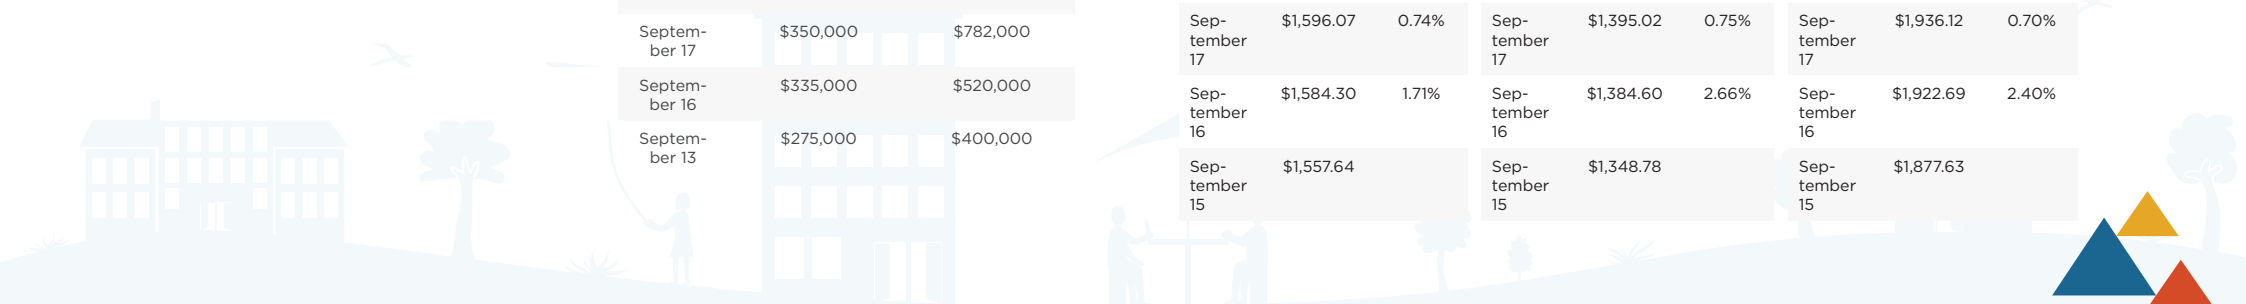 Septem-
ber 17
$350,000 $782,000
Septem-
ber 16
$335,000 $520,000
Septem-
ber 13
$275,000 $400,000
Sep-
tember
17
$1,596.07 0.74%
Sep-
tember
16
$1,584.30 1.71%
Sep-
tember
15
$1,557.64
Sep-
tember
17
$1,395.02 0.75%
Sep-
tember
16
$1,384.60 2.66%
Sep-
tember
15
$1,348.78
Sep-
tember
17
$1,936.12 0.70%
Sep-
tember
16
$1,922.69 2.40%
Sep-
tember
15
$1,877.63